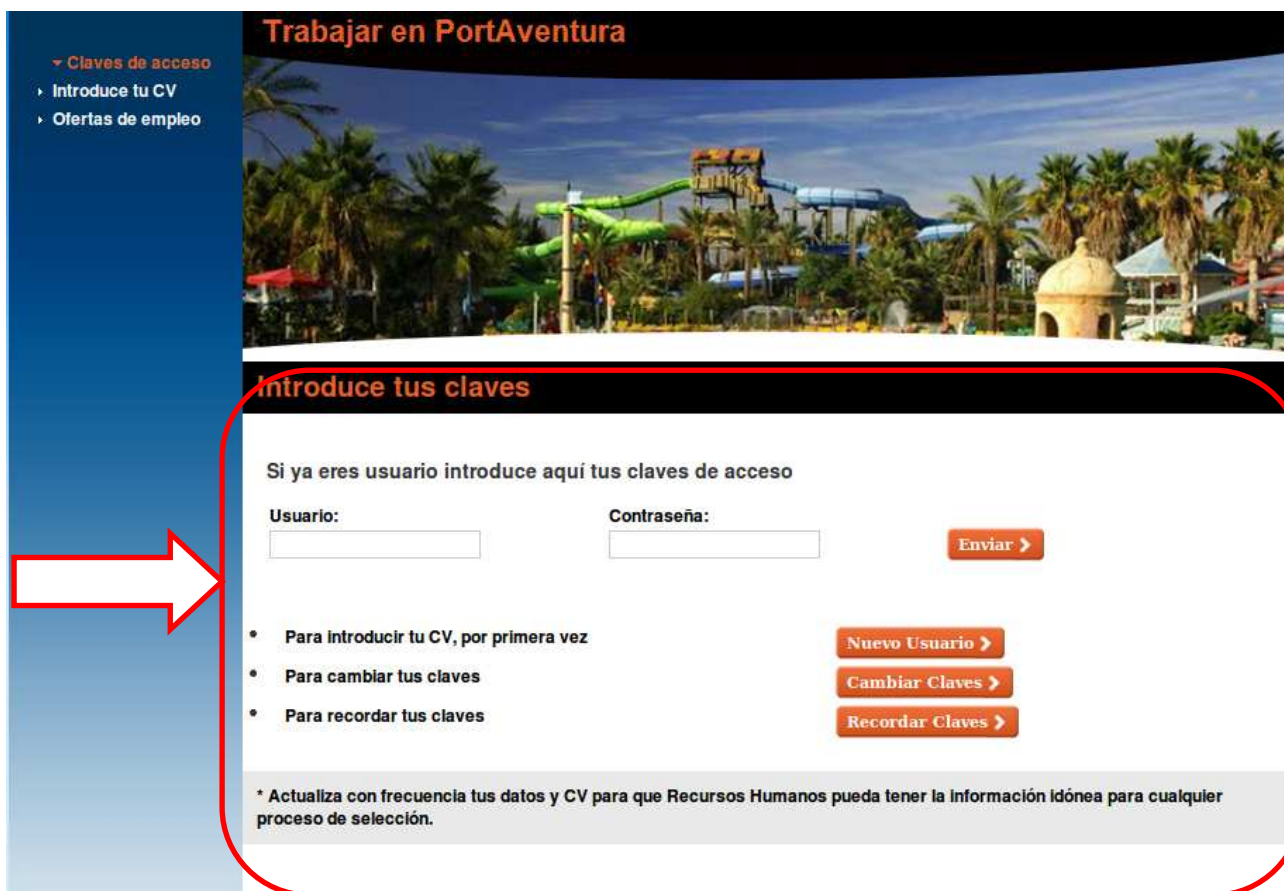 Trabajar en PortAventura
Claves de acceso
Introduce tu CV
Ofertas de empleo
Introduce tus claves
Si ya eres usuario introduce aquí tus claves de acceso
Usuario: Contraseña:
Enviar
Para introducir tu CV, por primera vez Nuevo Usuario
Para cambiar tus claves Cambiar Claves
Para recordar tus claves Recordar Claves
* Actualiza con frecuencia tus datos y CV para que Recursos Humanos pueda tener la información idónea para cualquier
proceso de selección.